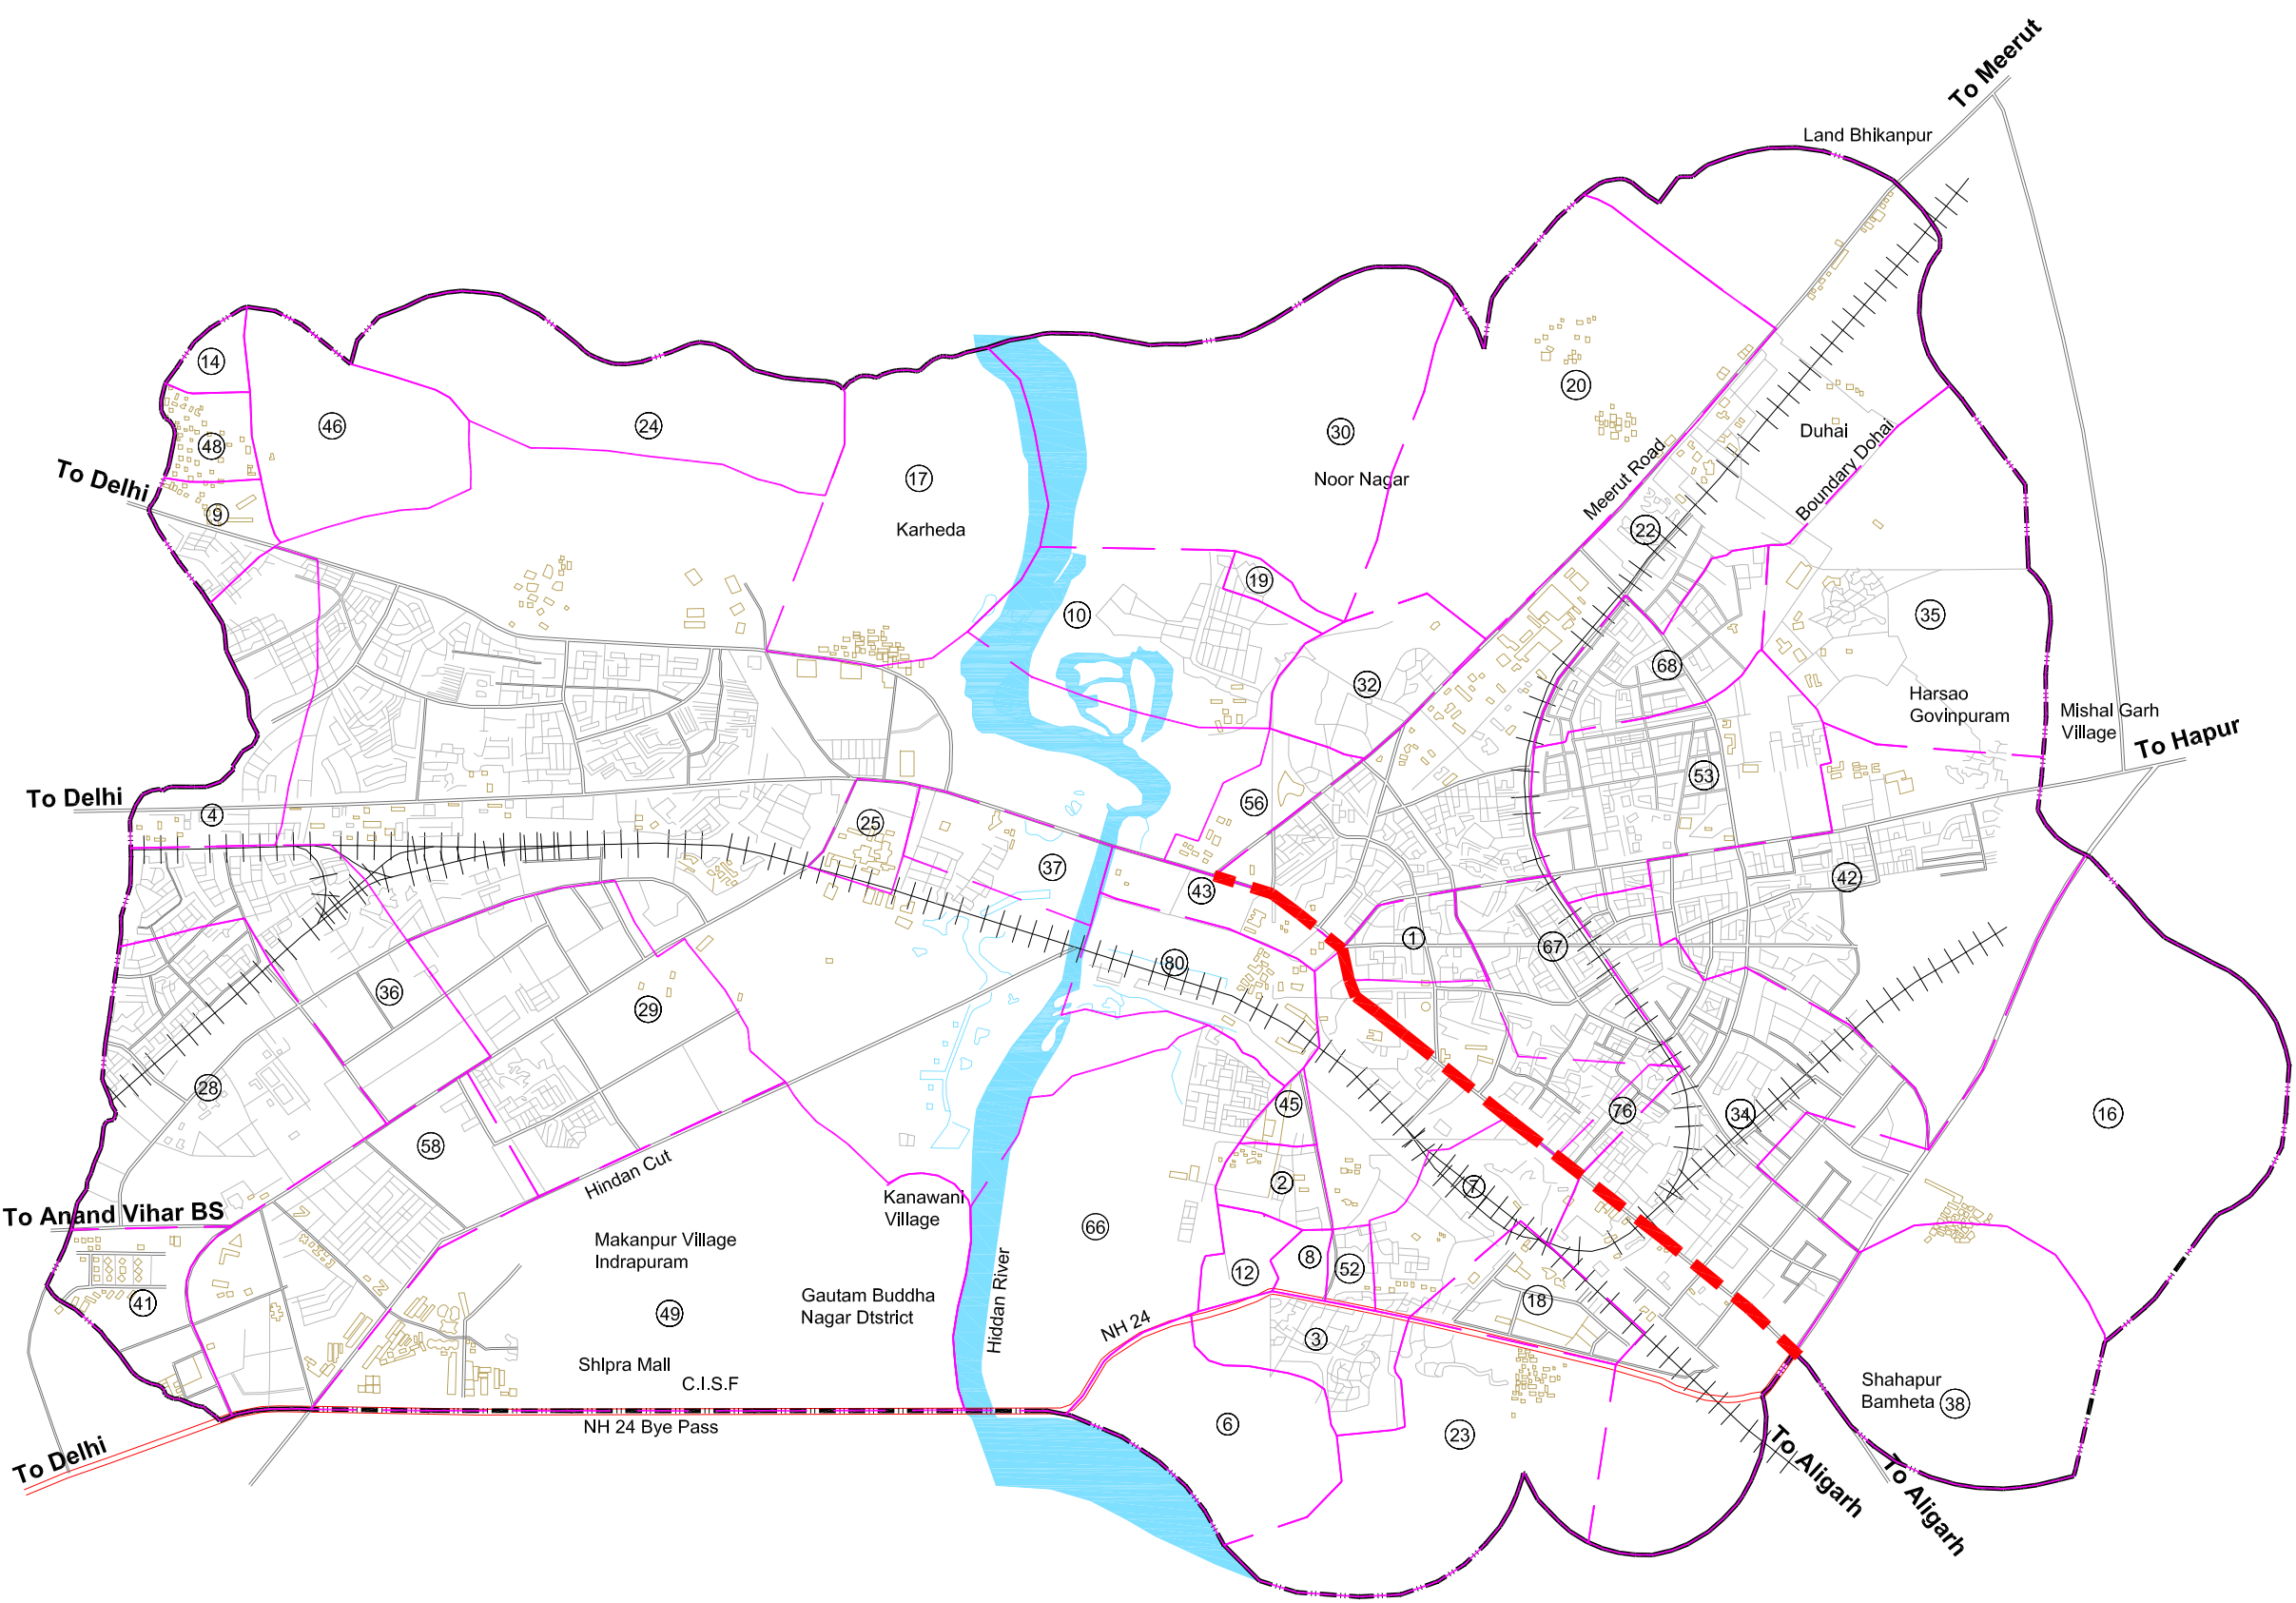 To Meerut
Land Bhikanpur
14
20
46
24
30
Duhai
48
Boundary Dohai
Meerut Road
17
Noor Nagar
To Delhi
9
22
Karheda
19
10
35
68
32
Harsao
Govinpuram
Mishal Garh
Village
To Hapur
53
To Delhi
4
56
25
37
43
42
1
67
80
36
29
28
45
76
34
16
58
Hindan Cut
2
7
Kanawani
Village
To Anand Vihar BS
66
Makanpur Village
Indrapuram
8
52
12
Hiddan River
41
49
Gautam Buddha
Nagar Dtstrict
18
NH 24
3
Shlpra Mall
C.I.S.F
Shahapur
Bamheta
38
NH 24 Bye Pass
6
23
To Delhi
To Aligarh
To Aligarh